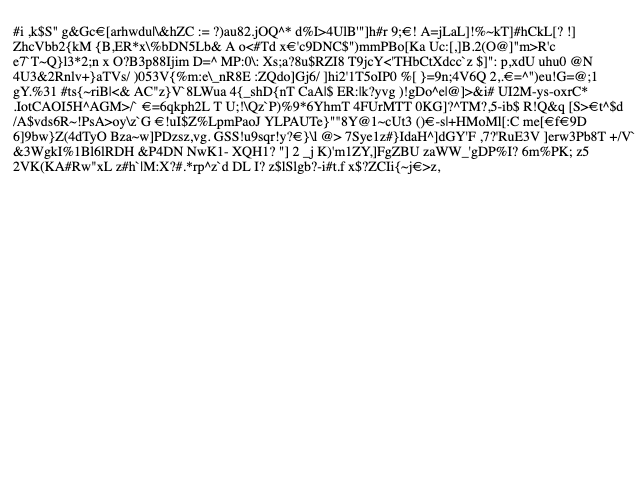 #i ,k$S" g&Gc€[arhwdu|\&hZC := ?)au82.jOQ^* d%I>4UlB'"]h#r 9;€! A=jLaL]!%~kT]#hCkL[? !]
ZhcVbb2{kM {B,ER*x\%bDN5Lb& A o<#Td x€'c9DNC$")mmPBo[Ka Uc:[,]B.2(O@]"m>R'c
e7`T~Q}l3*2;n x O?B3p88Ijim D=^ MP:0\: Xs;a?8u$RZI8 T9jcY<'THbCtXdcc`z $]": p,xdU uhu0 @N
4U3&2Rnlv+}aTVs/ )053V{%m:e\_nR8E :ZQdo]Gj6/ ]hi2'1T5oIP0 %[ }=9n;4V6Q 2,.€=^")eu!G=@;1
gY.%31 #ts{~riB|<& AC"z}V`8LWua 4{_shD{nT CaA|$ ER:|k?yvg )!gDo^el@]>&i# UI2M-ys-oxrC*
.IotCAOI5H^AGM>/` €=6qkph2L T U;!\Qz`P)%9*6YhmT 4FUrMTT 0KG]?^TM?,5-ib$ R!Q&q [S>€t^$d
/A$vds6R~!PsA>oy\z`G €!uI$Z%LpmPaoJ YLPAUTe}""8Y@1~cUt3 ()€-s|+HMoMl[:C me[€f€9D
6]9bw}Z(4dTyO Bza~w]PDzsz,vg. GSS!u9sqr!y?€}\l @> 7Sye1z#}IdaH^]dGY'F ,7?'RuE3V ]erw3Pb8T +/V`
&3WgkI%1Bl6lRDH &P4DN NwK1- XQH1? "] 2 _j K)'m1ZY,]FgZBU zaWW_'gDP%I? 6m%PK; z5
2VK(KA#Rw"xL z#h`|M:X?#.*rp^z`d DL I? z$lSlgb?-i#t.f x$?ZCIi{~j€>z,